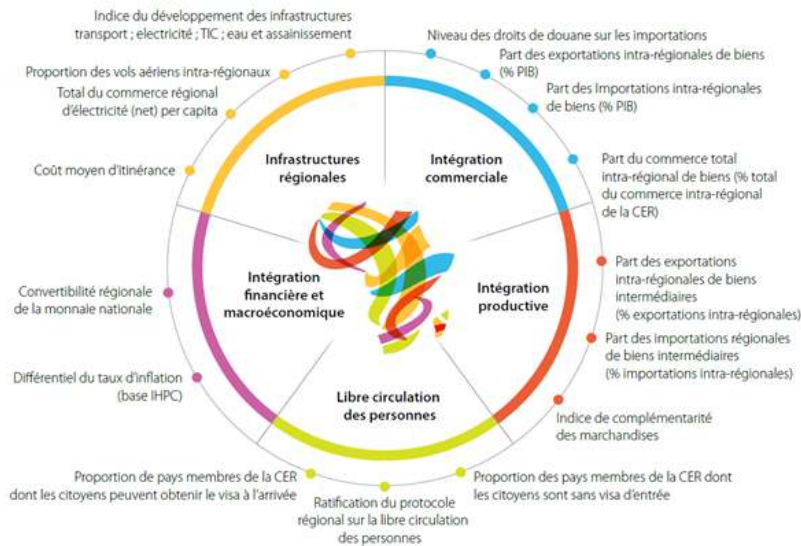 Indice du développement des infrastructures
transport ; electricité ; TIC ; eau et assainissement
Proportion des vols aériens intra-régionaux
Total du commerce régional
d'électricité (net) per capita
Coût moyen d'itinérance
Infrastructures
régionales
Niveau des droits de douane sur les importations
Part des exportations intra-régionales de biens
(% PIB)
Part des Importations intra-régionales
de biens (% PIB)
Part du commerce total
intra-régional de biens (% total
du commerce intra-régional
de la CER)
Intégration
commerciale
Part des exportations
intra-régionales de biens
intermédiaires
(% exportations intra-régionales)
Part des importations régionales
de biens intermédiaires
(% importations intra-régionales)
Indice de complémentarité
des marchandises
Intégration
productive
Convertibilité régionale
de la monnaie nationale
Différentiel du taux d'inflation
(base IHPC)
Intégration
financière et
macroéconomique
Libre circulation
des personnes
Proportion de pays membres de la CER
dont les citoyens peuvent obtenir le visa à l'arrivée
Ratification du protocole
régional sur la libre circulation
des personnes
Proportion des pays membres de la CER dont
les citoyens sont sans visa d'entrée